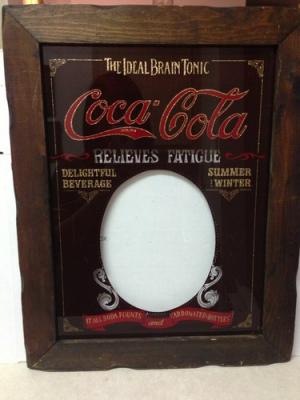 THE IDEAL BRAIN TONIC
Coca-Cola
RELIEVES FATIGUE
DELIGHTFUL BEVERAGE
SUMMER WINTER
AT ALL SODA FOUNTS and CARBONATED BOTTLES